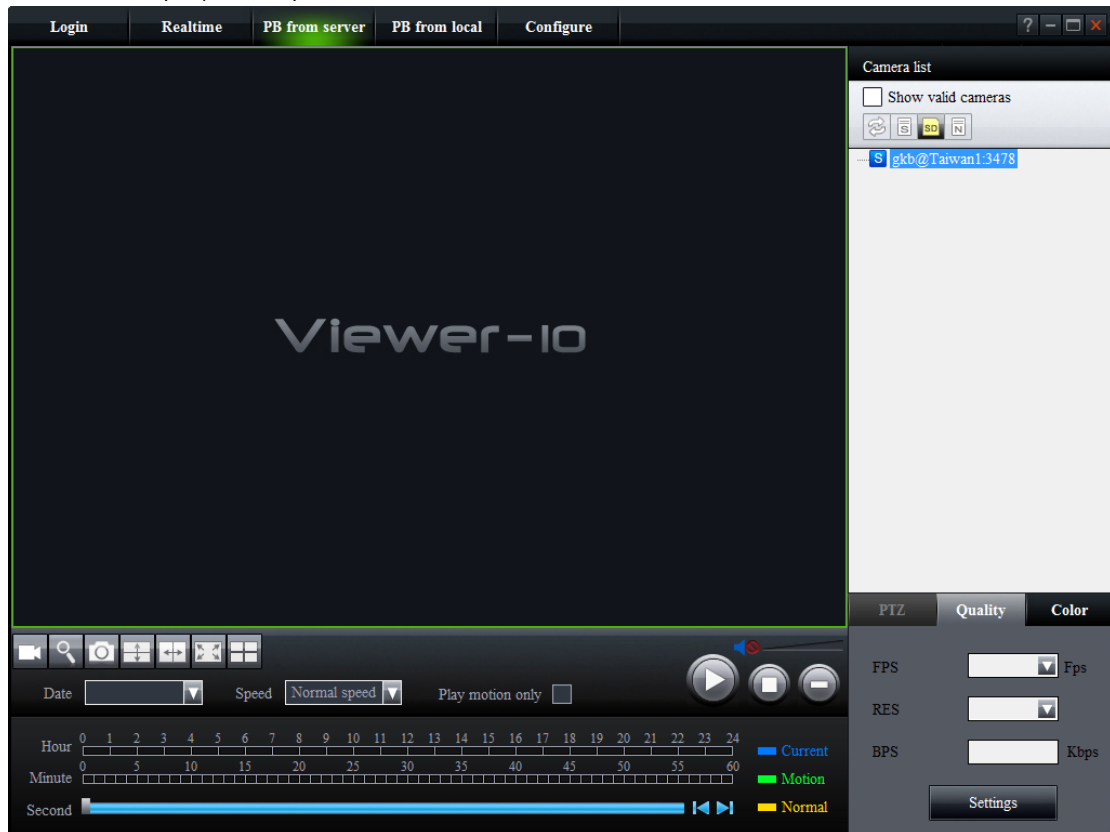 Login Realtime PB from server PB from local Configure
?
Camera list
Show valid cameras
S SD N
S gkb@Taiwan1:3478
Viewer-10
PTZ Quality Color
FPS Fps
RES
BPS Kbps
Settings
Date Speed Normal speed Play motion only
Hour 0 1 2 3 4 5 6 7 8 9 10 11 12 13 14 15 16 17 18 19 20 21 22 23 24
Current
Minute 0 5 10 15 20 25 30 35 40 45 50 55 60
Motion
Second
Normal